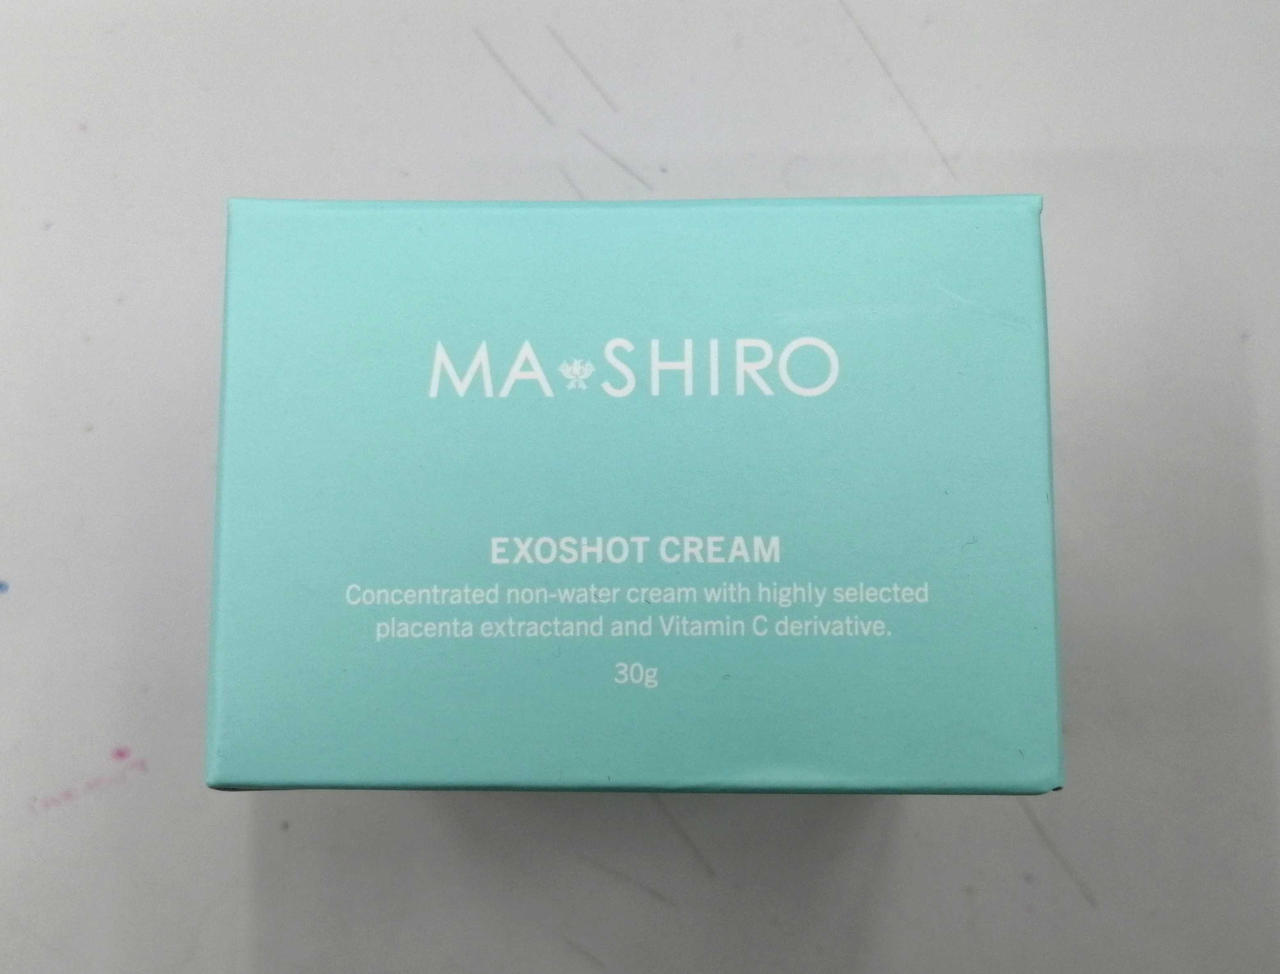 MA SHIRO
EXOSHOT CREAM
Concentrated non-water cream with highly selected
placenta extractand and Vitamin C derivative.
30g